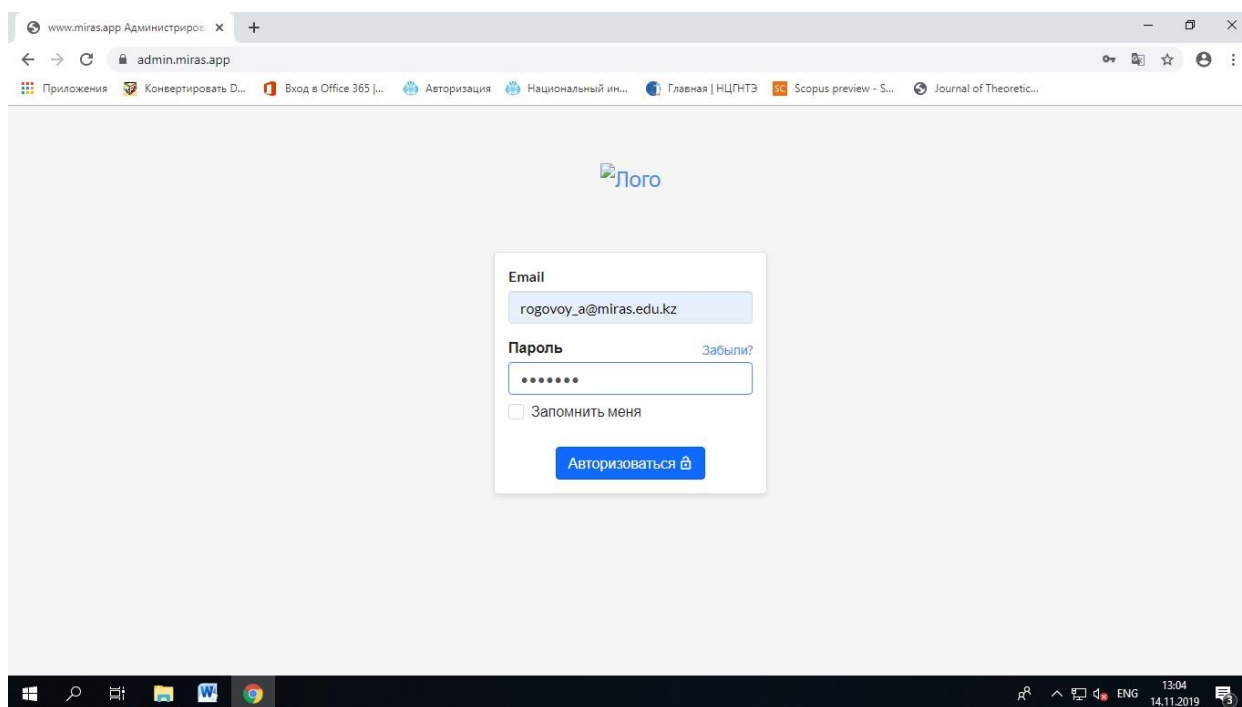 www.miras.app Администриров
admin.miras.app
Приложения Конвертировать D... Вход в Office 365 |... Авторизация Национальный ин... Главная | НЦГНТЭ SC Scopus preview - S... Journal of Theoretic...
Лого
Email
rogovoy_a@miras.edu.kz
Пароль Забыли?
Запомнить меня
Авторизоваться
W ENG 13:04
14.11.2019 3